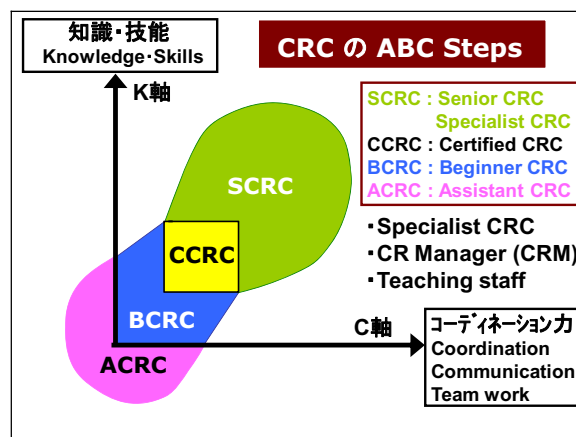 知識・技能
Knowledge・Skills
CRC の ABC Steps
K軸
SCRC : Senior CRC
Specialist CRC
CCRC : Certified CRC
BCRC : Beginner CRC
ACRC : Assistant CRC
SCRC
CCRC
BCRC
ACRC
・Specialist CRC
・CR Manager (CRM)
・Teaching staff
C軸
コーディネーション力
Coordination
Communication
Team work